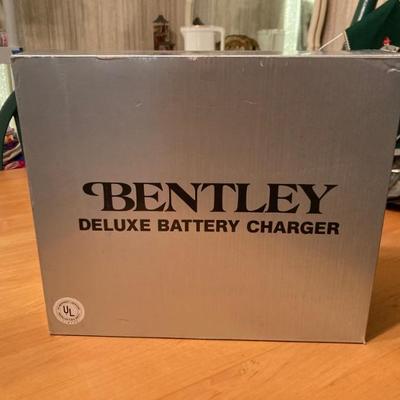 BENTLEY
DELUXE BATTERY CHARGER
UL